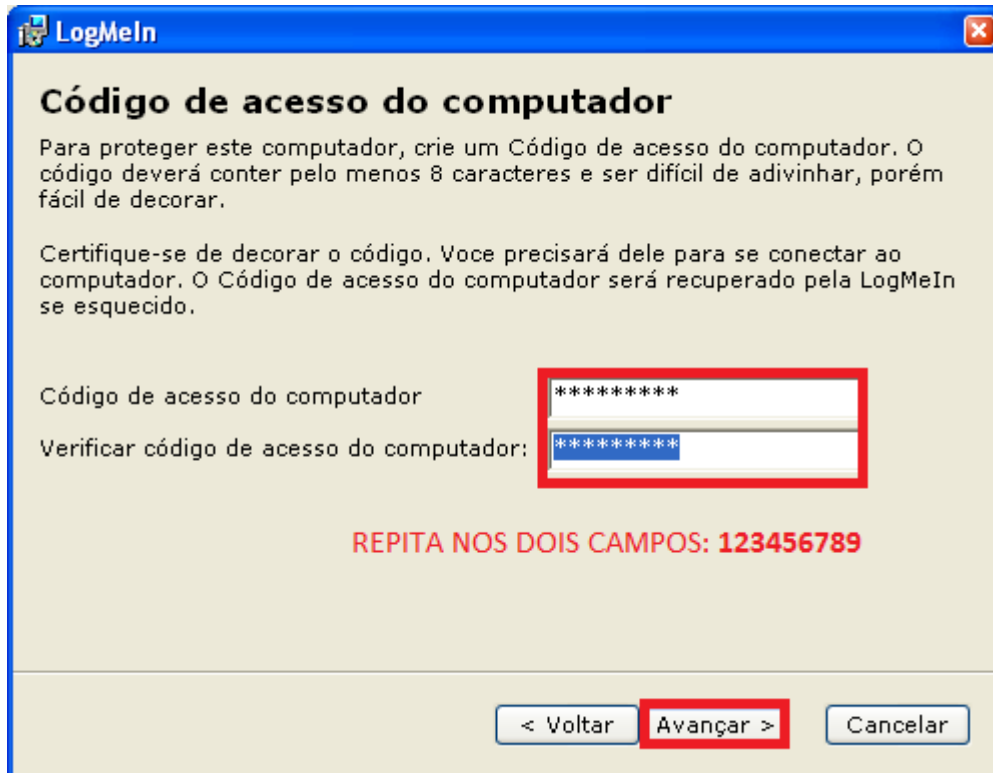 LogMeIn
Código de acesso do computador
Para proteger este computador, crie um Código de acesso do computador. O
código deverá conter pelo menos 8 caracteres e ser difícil de adivinhar, porém
fácil de decorar.
Certifique-se de decorar o código. Voce precisará dele para se conectar ao
computador. O Código de acesso do computador será recuperado pela LogMeIn
se esquecido.
Código de acesso do computador *********
Verificar código de acesso do computador: *********
REPITA NOS DOIS CAMPOS: 123456789
< Voltar Avançar > Cancelar